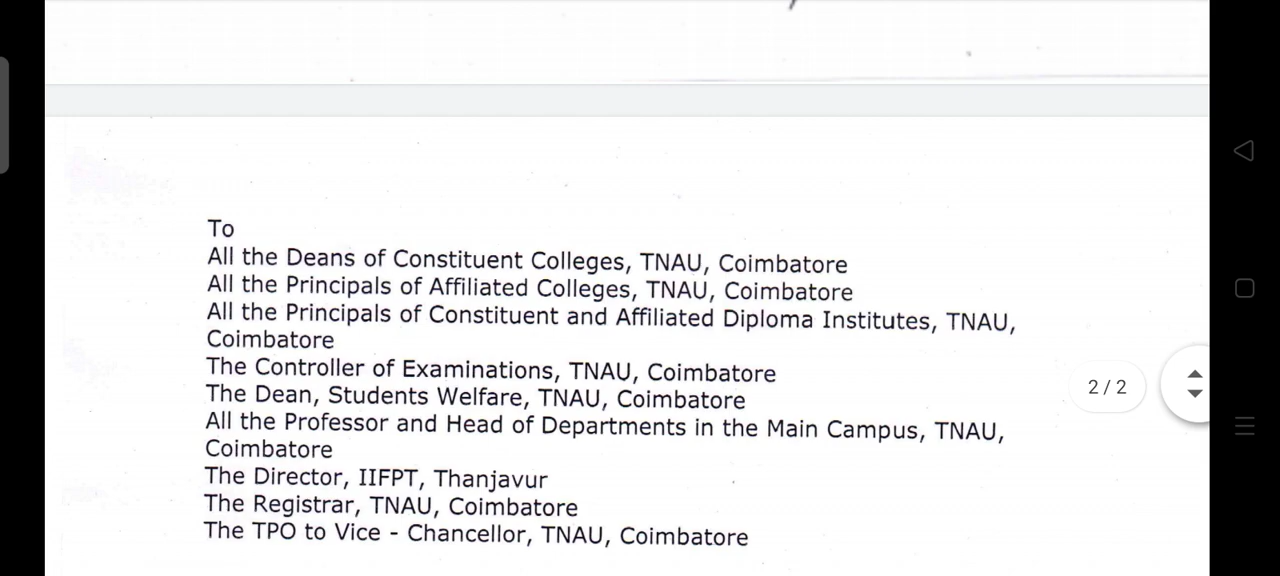 To
All the Deans of Constituent Colleges, TNAU, Coimbatore
All the Principals of Affiliated Colleges, TNAU, Coimbatore
All the Principals of Constituent and Affiliated Diploma Institutes, TNAU,
Coimbatore
The Controller of Examinations, TNAU, Coimbatore
The Dean, Students Welfare, TNAU, Coimbatore
2 / 2
All the Professor and Head of Departments in the Main Campus, TNAU,
Coimbatore
The Director, IIFPT, Thanjavur
The Registrar, TNAU, Coimbatore
The TPO to Vice - Chancellor, TNAU, Coimbatore